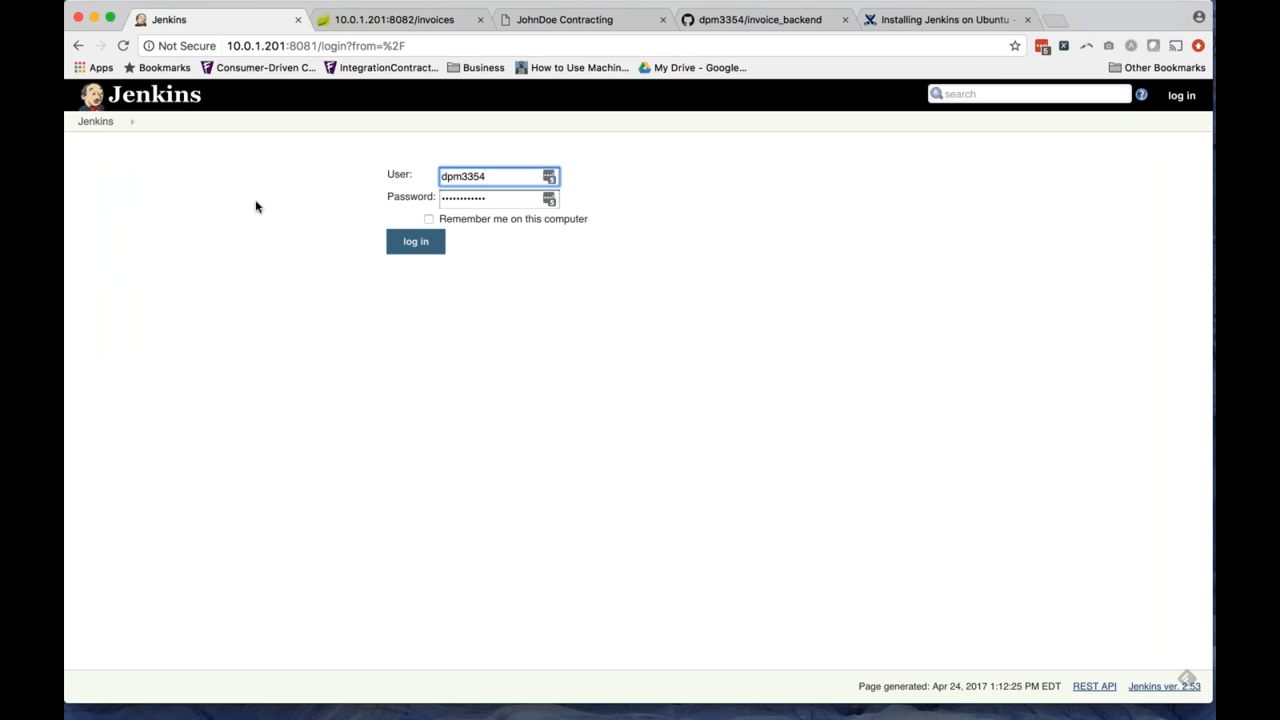 Jenkins
10.0.1.201:8082/invoices
JohnDoe Contracting
dpm3354/invoice_backend
Installing Jenkins on Ubuntu -
Not Secure
10.0.1.201:8081/login?from=%2F
Apps
Bookmarks
Consumer-Driven C...
IntegrationContract...
Business
How to Use Machin...
My Drive - Google...
Other Bookmarks
Jenkins
search
log in
Jenkins
User:
dpm3354
Password:
••••••••••••
Remember me on this computer
log in
Page generated: Apr 24, 2017 1:12:25 PM EDT
REST API
Jenkins ver. 2.53